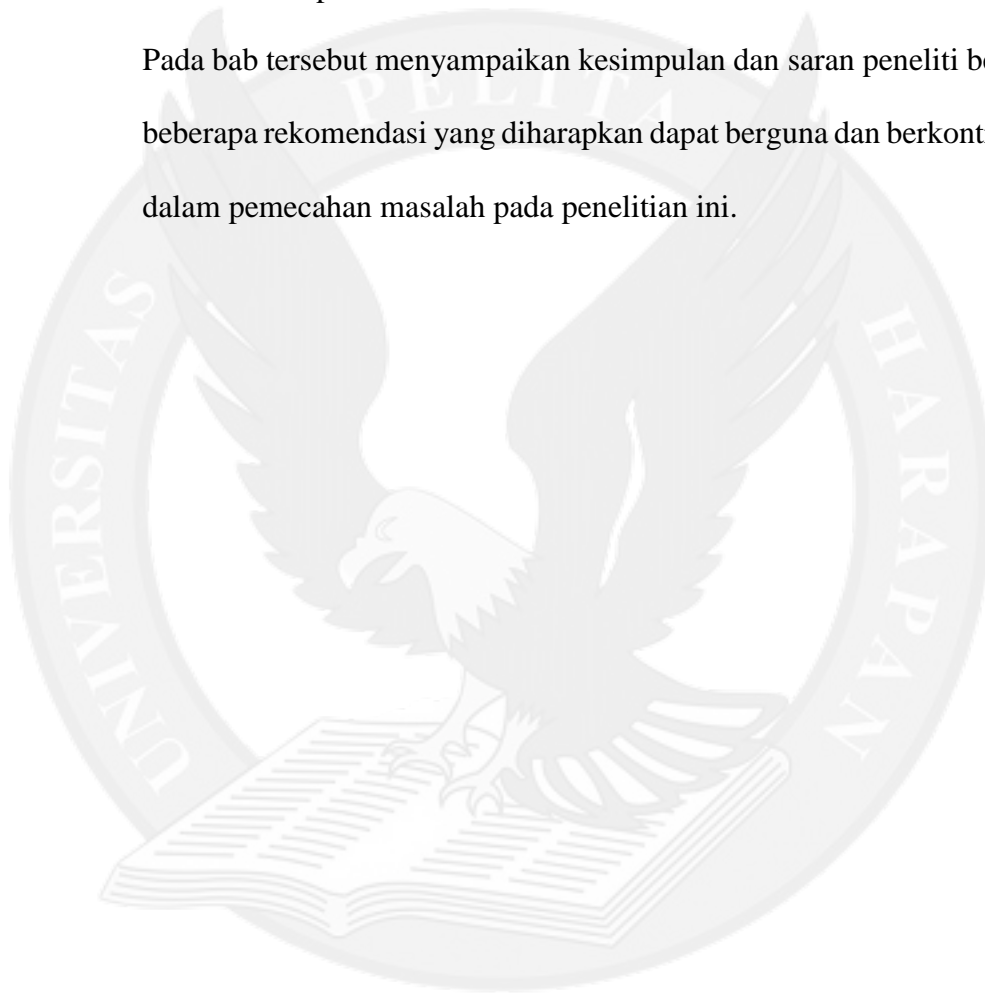 Pada bab tersebut menyampaikan kesimpulan dan saran peneliti
beberapa rekomendasi yang diharapkan dapat berguna dan
dalam pemecahan masalah pada penelitian ini.
UNIVERSITAS PELITA HARAPAN